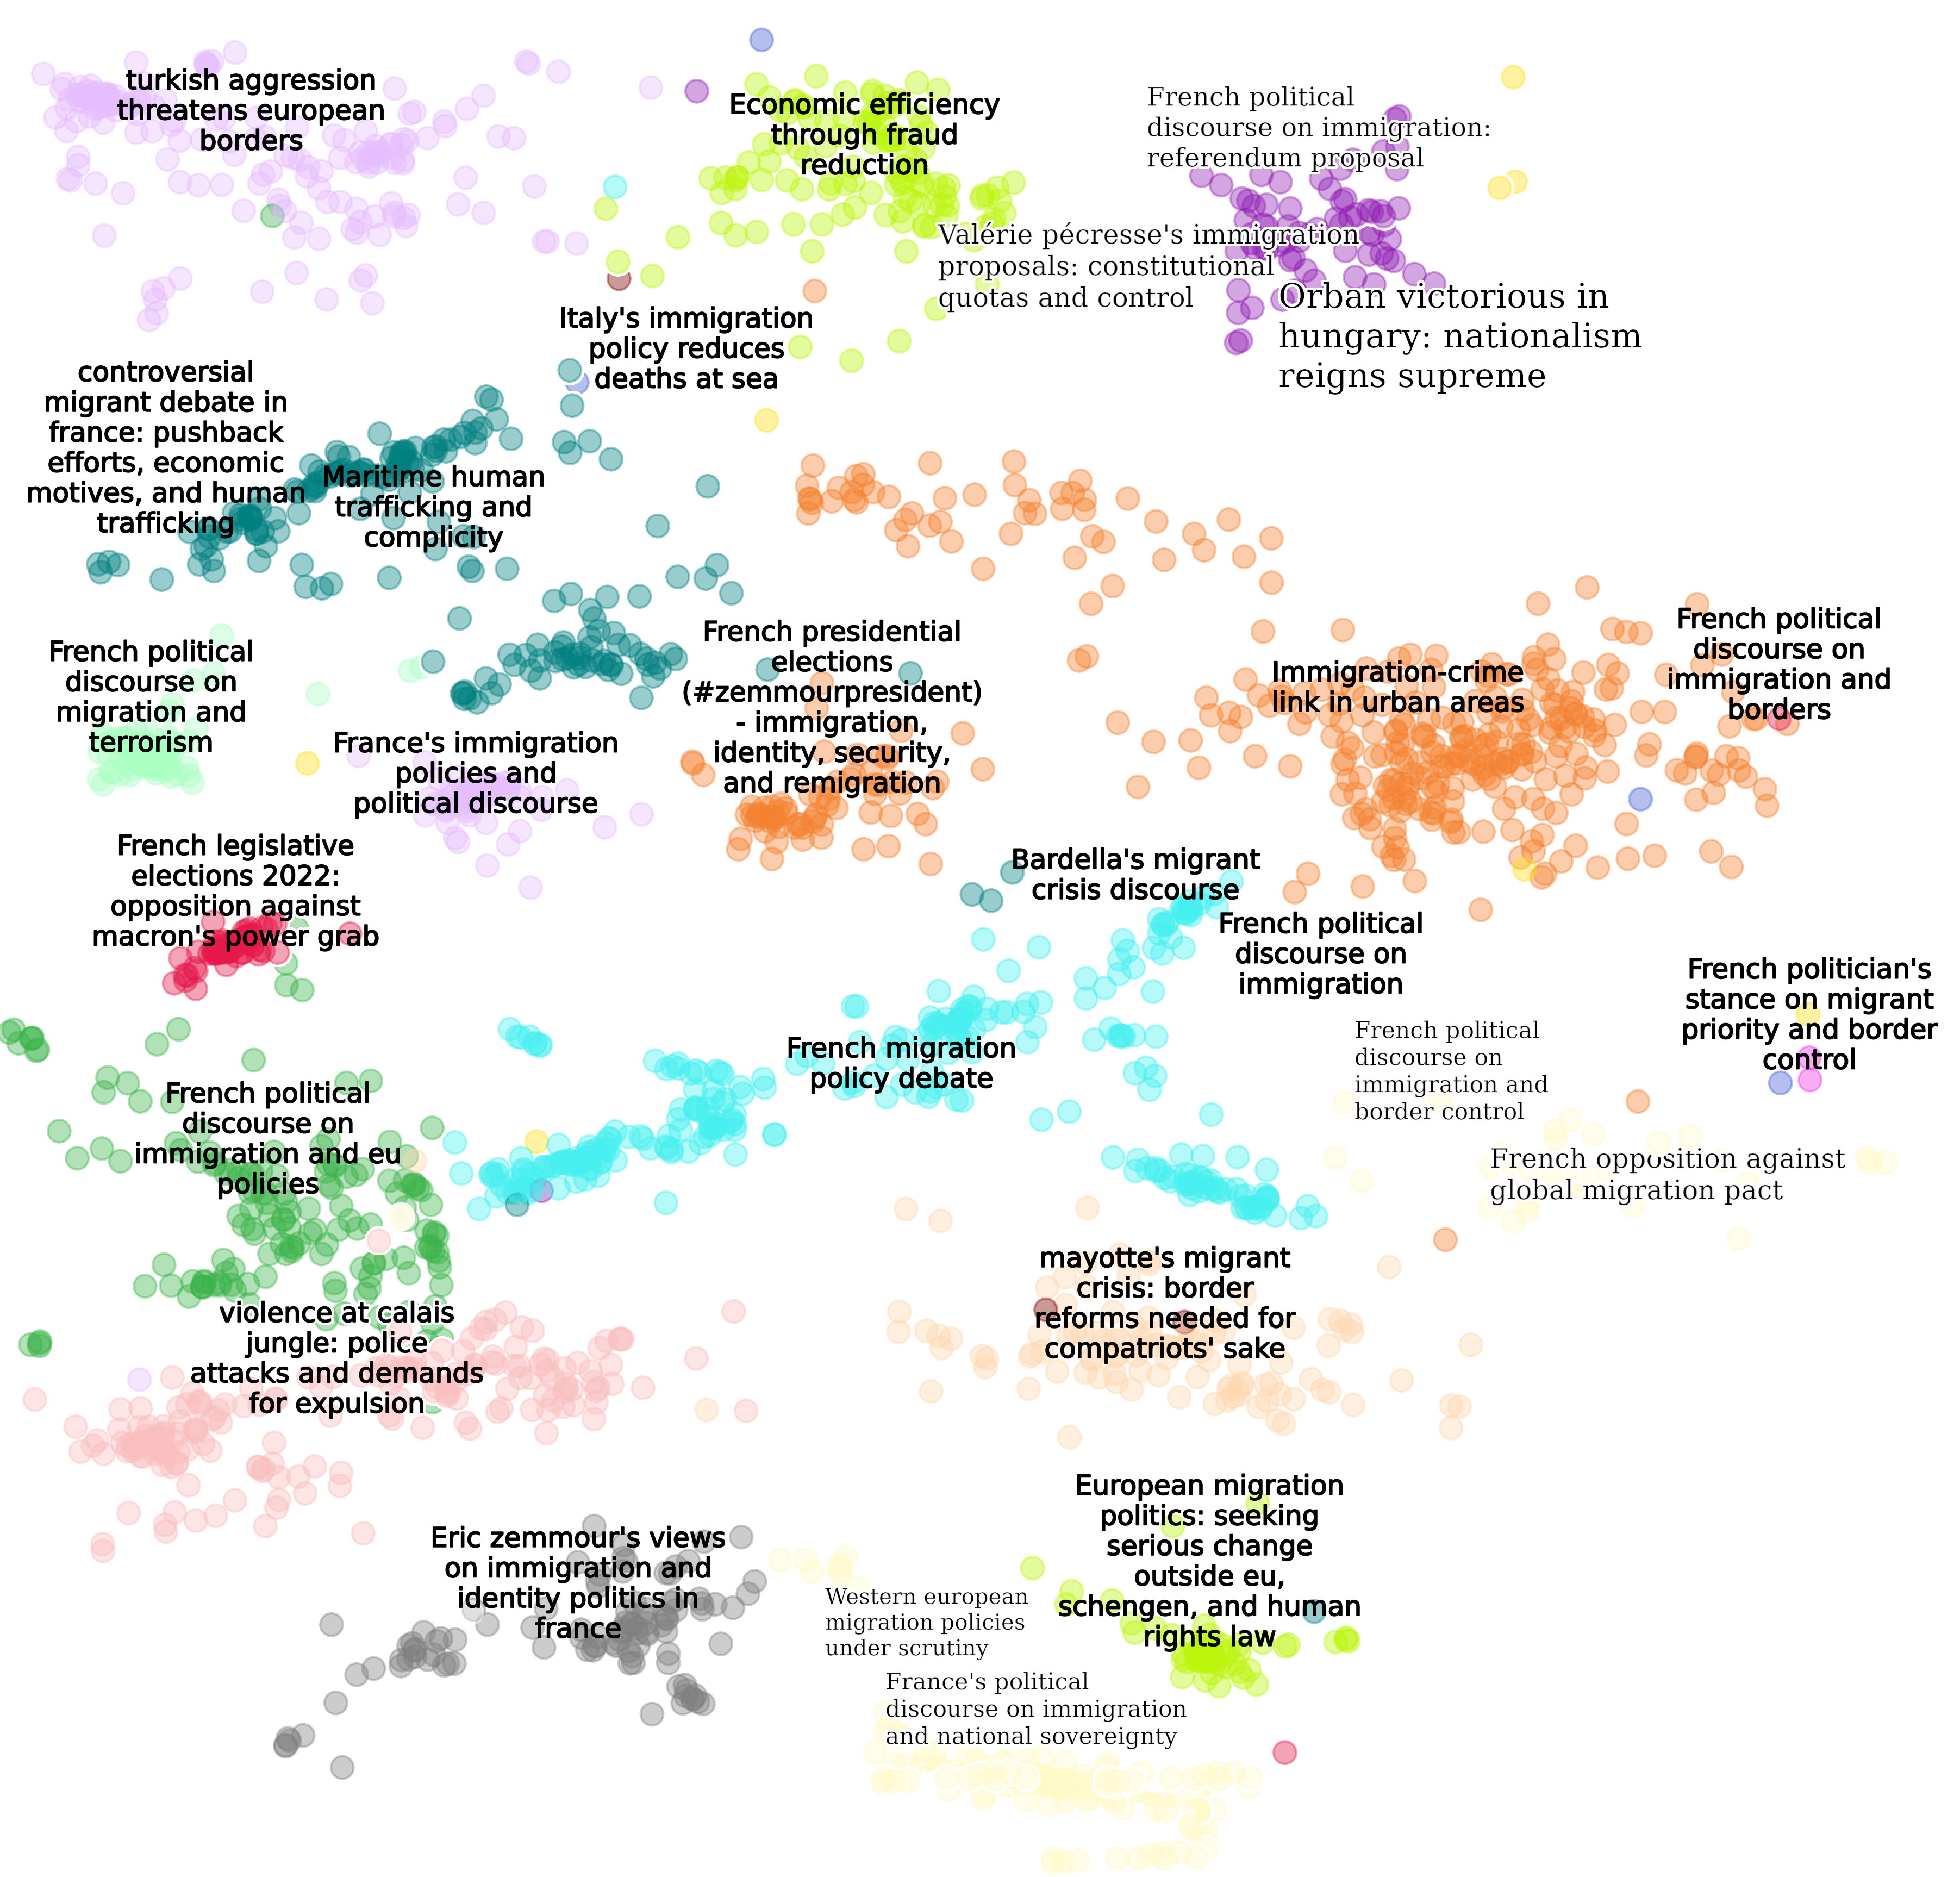 turkish aggression
threatens european
borders
Economic efficiency
through fraud
reduction
French political
discourse on immigration:
referendum proposal
Valérie pécresse's immigration
proposals: constitutional
quotas and control
Orban victorious in
hungary: nationalism
reigns supreme
Italy's immigration
policy reduces
deaths at sea
controversial
migrant debate in
france: pushback
efforts, economic
motives, and human
trafficking
Maritime human
trafficking and
complicity
French political
discourse on
migration and
terrorism
French presidential
elections
(#zemmourpresident)
- immigration,
identity, security,
and remigration
Immigration-crime
link in urban areas
French political
discourse on
immigration and
borders
France's immigration
policies and
political discourse
French legislative
elections 2022:
opposition against
macron's power grab
Bardella's migrant
crisis discourse
French political
discourse on
immigration
French politician's
stance on migrant
priority and border
control
French migration
policy debate
French political
discourse on
immigration and
border control
French political
discourse on
immigration and eu
policies
French opposition against
global migration pact
mayotte's migrant
crisis: border
reforms needed for
compatriots' sake
violence at calais
jungle: police
attacks and demands
for expulsion
European migration
politics: seeking
serious change
outside eu,
schengen, and human
rights law
Eric zemmour's views
on immigration and
identity politics in
france
Western european
migration policies
under scrutiny
France's political
discourse on immigration
and national sovereignty